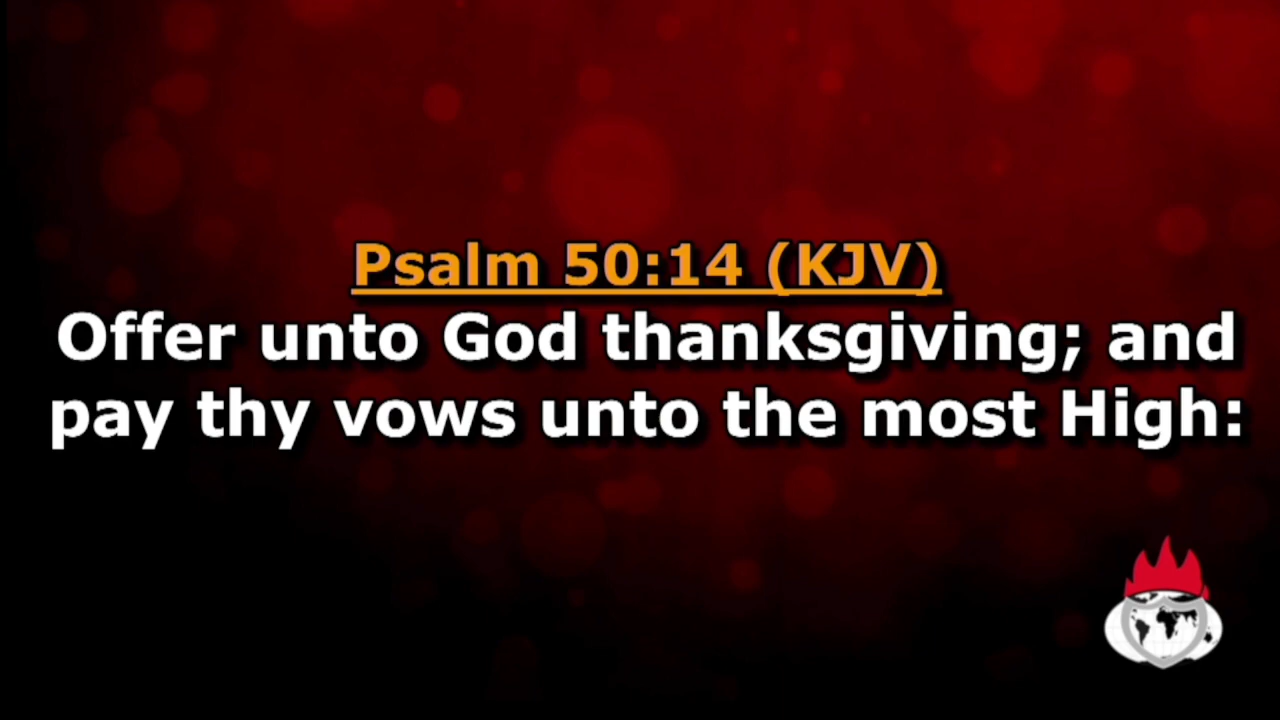 Psalm 50:14 (KJV)
Offer unto God thanksgiving; and
pay thy vows unto the most High: